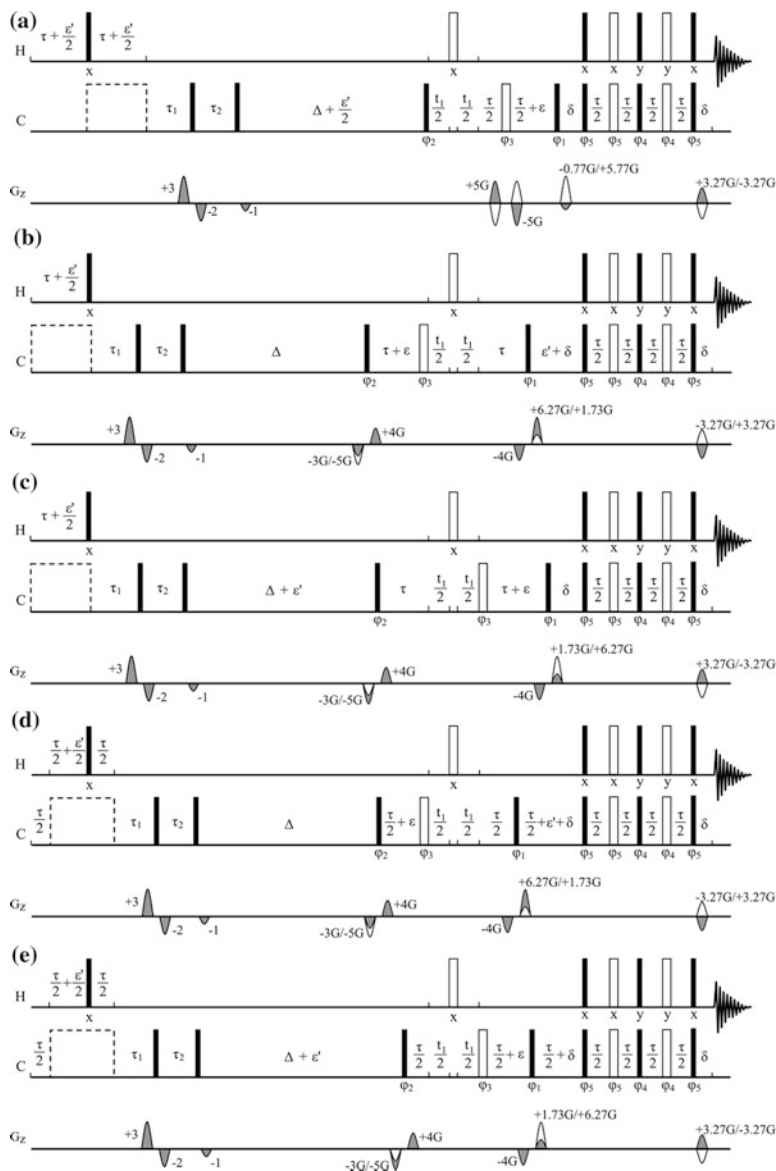 (a)
H τ + ε'/2 τ + ε'/2
x x x x y y x
C τ1 τ2 Δ + ε'/2 t1/2 t1/2 τ/2 τ/2 + ε δ τ/2 τ/2 τ/2 τ/2 δ
φ2 φ3 φ1 φ5 φ5 φ4 φ4 φ5
Gz +3 -2 -1 +5G -5G -0.77G/+5.77G +3.27G/-3.27G
(b)
H τ + ε'/2
x x x x y y x
C τ1 τ2 Δ τ + ε t1/2 t1/2 τ ε' + δ τ/2 τ/2 τ/2 τ/2 δ
φ2 φ3 φ1 φ5 φ5 φ4 φ4 φ5
Gz +3 -2 -1 -3G/-5G +4G -4G +6.27G/+1.73G -3.27G/+3.27G
(c)
H τ + ε'/2
x x x x y y x
C τ1 τ2 Δ + ε' τ t1/2 t1/2 τ + ε δ τ/2 τ/2 τ/2 τ/2 δ
φ2 φ3 φ1 φ5 φ5 φ4 φ4 φ5
Gz +3 -2 -1 -3G/-5G +4G -4G +1.73G/+6.27G +3.27G/-3.27G
(d)
H τ/2 + ε'/2 τ/2
x x x x y y x
C τ/2 τ1 τ2 Δ τ/2 + ε t1/2 t1/2 τ/2 τ/2 + ε' + δ τ/2 τ/2 τ/2 τ/2 δ
φ2 φ3 φ1 φ5 φ5 φ4 φ4 φ5
Gz +3 -2 -1 -3G/-5G +4G -4G +6.27G/+1.73G -3.27G/+3.27G
(e)
H τ/2 + ε'/2 τ/2
x x x x y y x
C τ/2 τ1 τ2 Δ + ε' τ/2 t1/2 t1/2 τ/2 + ε τ/2 + δ τ/2 τ/2 τ/2 τ/2 δ
φ2 φ3 φ1 φ5 φ5 φ4 φ4 φ5
Gz +3 -2 -1 -3G/-5G +4G -4G +1.73G/+6.27G +3.27G/-3.27G